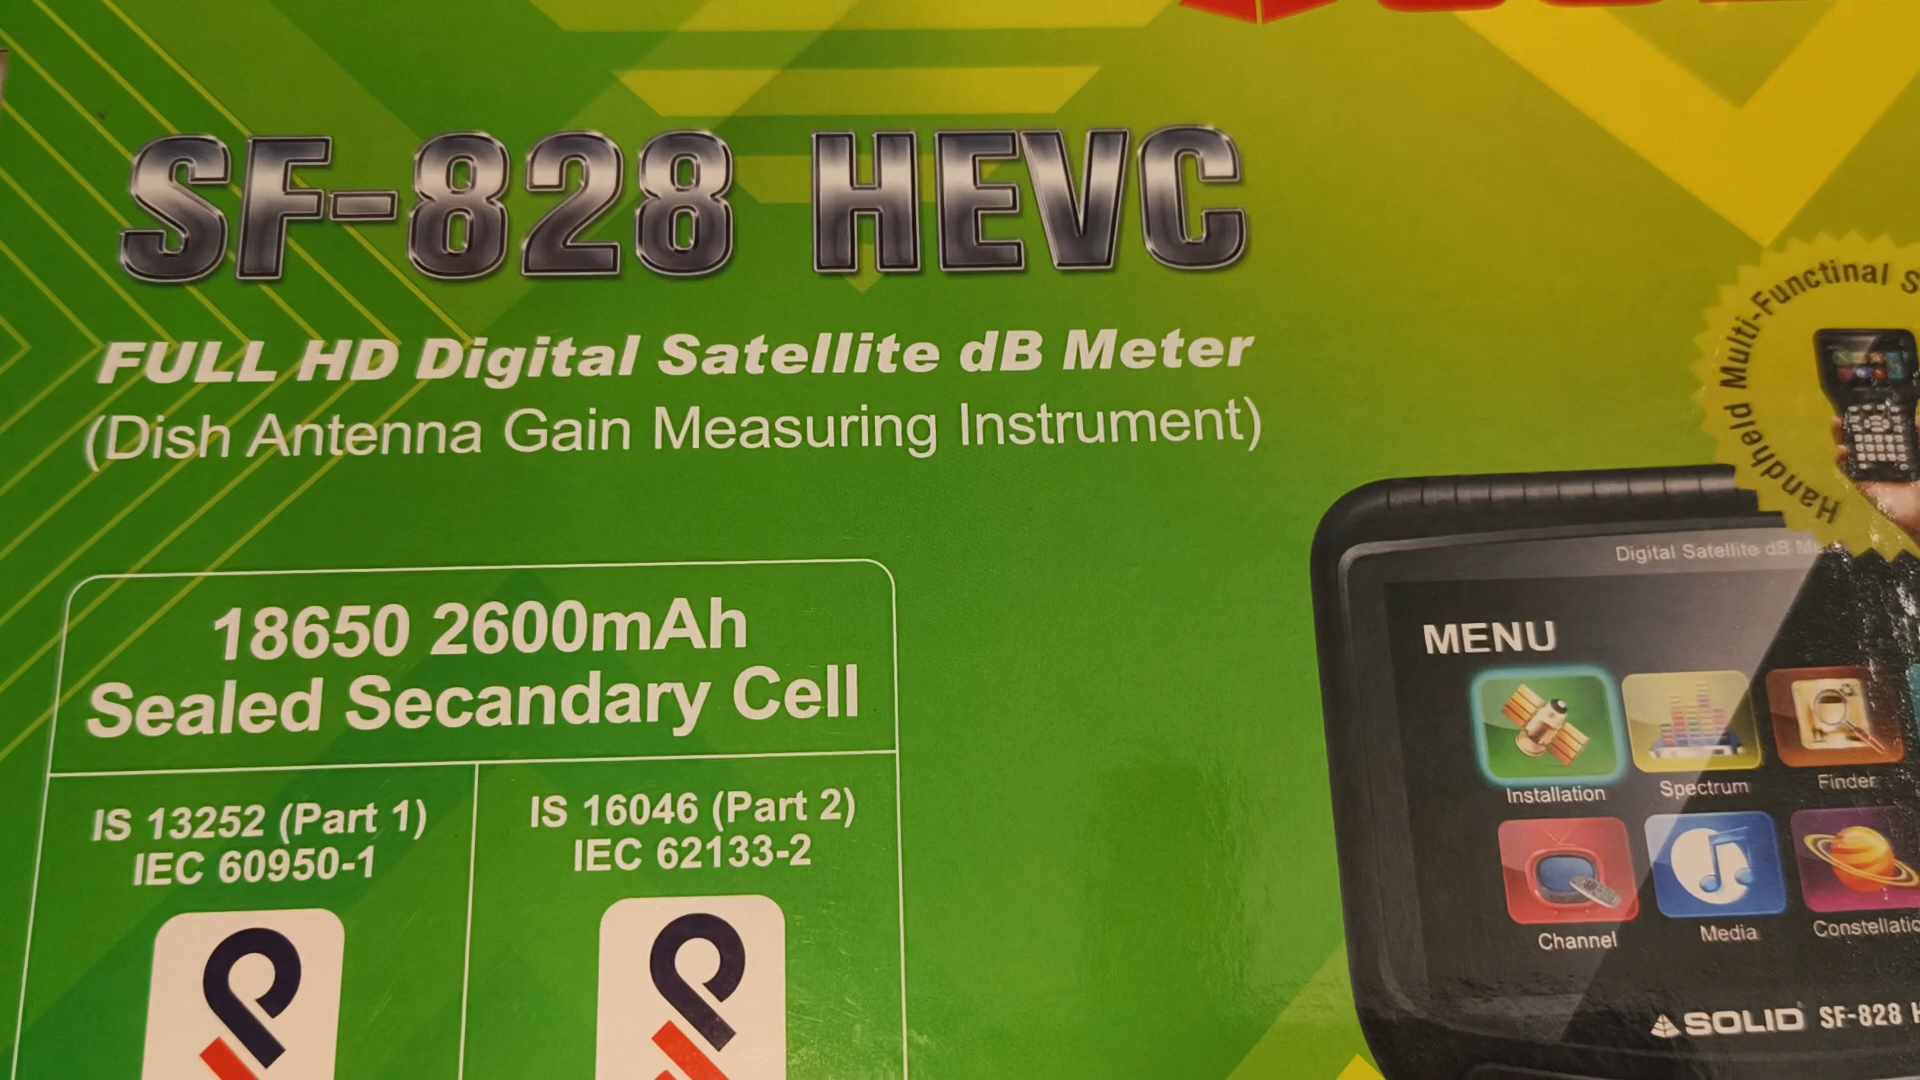 SF-828 HEVC
FULL HD Digital Satellite dB Meter
(Dish Antenna Gain Measuring Instrument)
Handheld Multi-Functinal
18650 2600mAh
Sealed Secandary Cell
IS 13252 (Part 1)
IEC 60950-1
IS 16046 (Part 2)
IEC 62133-2
Digital Satellite dB
MENU
Installation
Spectrum
Finder
Channel
Media
Constellatio
SOLID SF-828 H